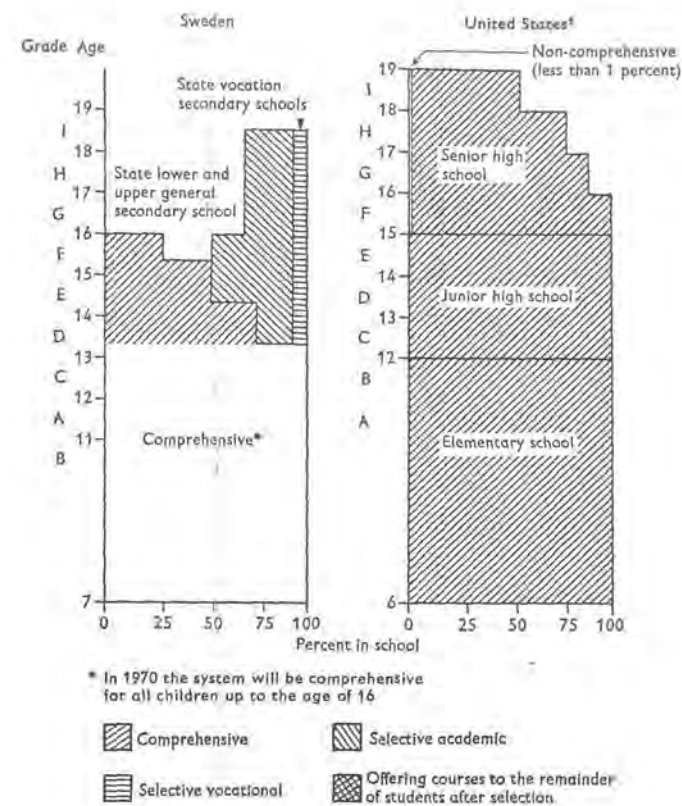 Sweden
United States‡
Grade Age
Non-comprehensive
(less than 1 percent)
State vocation
secondary schools
State lower and
upper general
secondary school
Comprehensive*
19
I
18
H
17
G
16
F
15
E
14
D
13
C
12
A
11
B
7
0 25 50 75 100
19
I
18
H
17
G
16
F
15
E
14
D
13
C
12
B
A
6
0 25 50 75 100
Senior high
school
Junior high school
Elementary school
Percent in school
* In 1970 the system will be comprehensive
for all children up to the age of 16
Comprehensive
Selective academic
Selective vocational
Offering courses to the remainder
of students after selection